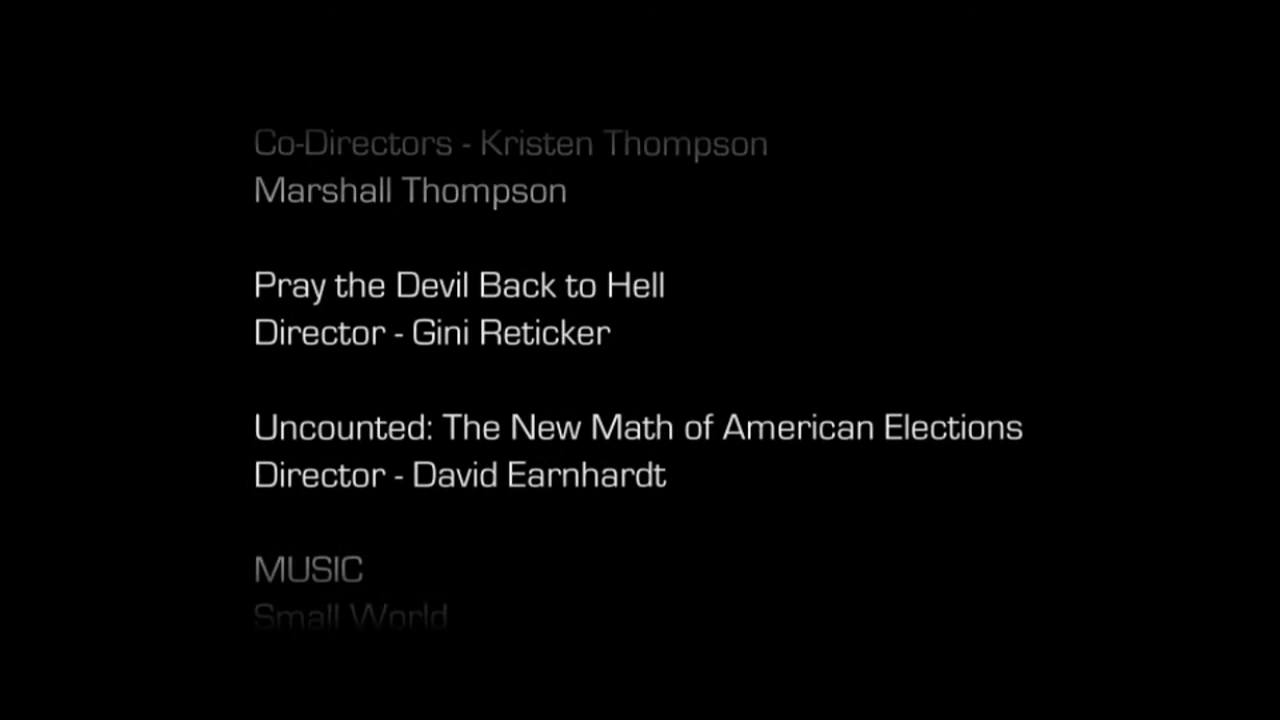 Co-Directors - Kristen Thompson
Marshall Thompson
Pray the Devil Back to Hell
Director - Gini Reticker
Uncounted: The New Math of American Elections
Director - David Earnhardt
MUSIC
Small World